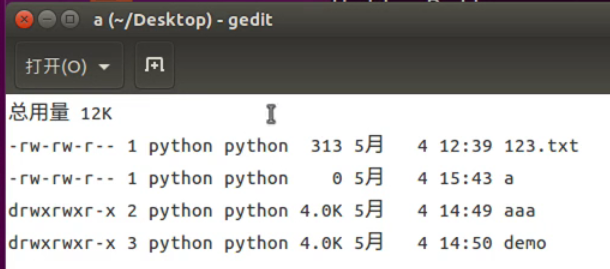 a (~/Desktop) - gedit
打开(O)
总用量 12K
-rw-rw-r-- 1 python python  313 5月   4 12:39 123.txt
-rw-rw-r-- 1 python python    0 5月   4 15:43 a
drwxrwxr-x 2 python python 4.0K 5月   4 14:49 aaa
drwxrwxr-x 3 python python 4.0K 5月   4 14:50 demo